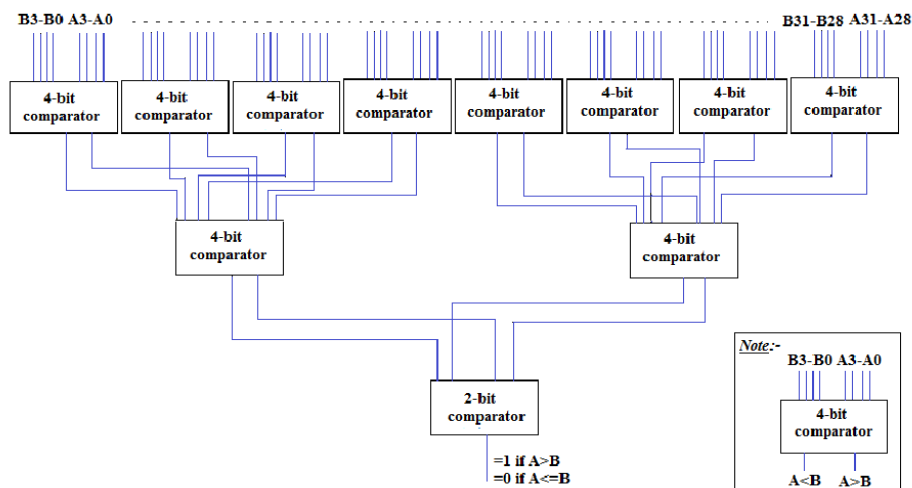 B3-B0 A3-A0
B31-B28 A31-A28
4-bit
comparator
4-bit
comparator
4-bit
comparator
4-bit
comparator
4-bit
comparator
4-bit
comparator
4-bit
comparator
4-bit
comparator
4-bit
comparator
4-bit
comparator
2-bit
comparator
=1 if A>B
=0 if A<=B
Note:-
B3-B0 A3-A0
4-bit
comparator
A<B A>B